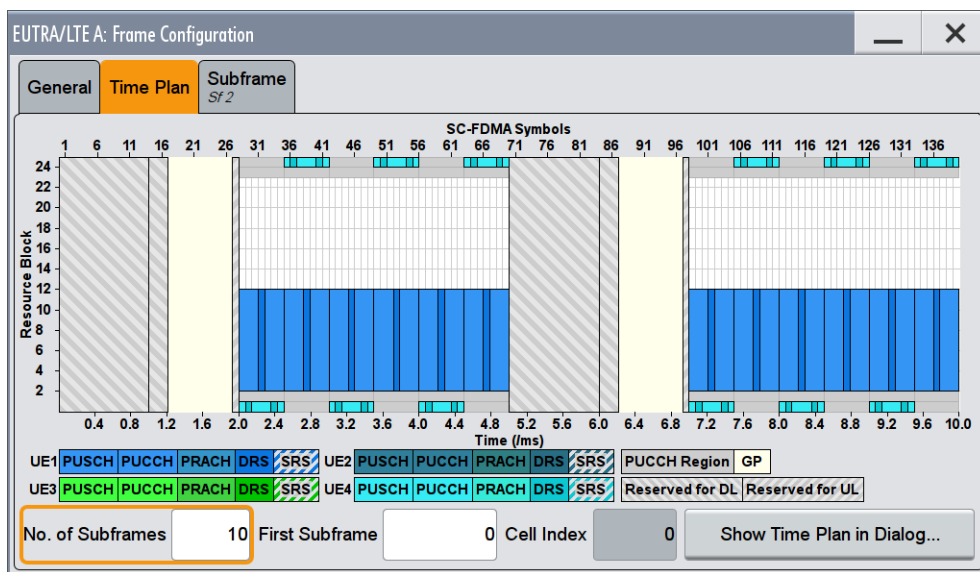 EUTRA/LTE A: Frame Configuration
General Time Plan Subframe
Sf 2
SC-FDMA Symbols
1 6 11 16 21 26 31 36 41 46 51 56 61 66 71 76 81 86 91 96 101 106 111 116 121 126 131 136
24
22
20
18
16
14
12
10
8
6
4
2
Resource Block
0.4 0.8 1.2 1.6 2.0 2.4 2.8 3.2 3.6 4.0 4.4 4.8 5.2 5.6 6.0 6.4 6.8 7.2 7.6 8.0 8.4 8.8 9.2 9.6 10.0
Time (/ms)
UE1 PUSCH PUCCH PRACH DRS SRS UE2 PUSCH PUCCH PRACH DRS SRS PUCCH Region GP
UE3 PUSCH PUCCH PRACH DRS SRS UE4 PUSCH PUCCH PRACH DRS SRS Reserved for DL Reserved for UL
No. of Subframes 10 First Subframe 0 Cell Index 0 Show Time Plan in Dialog...